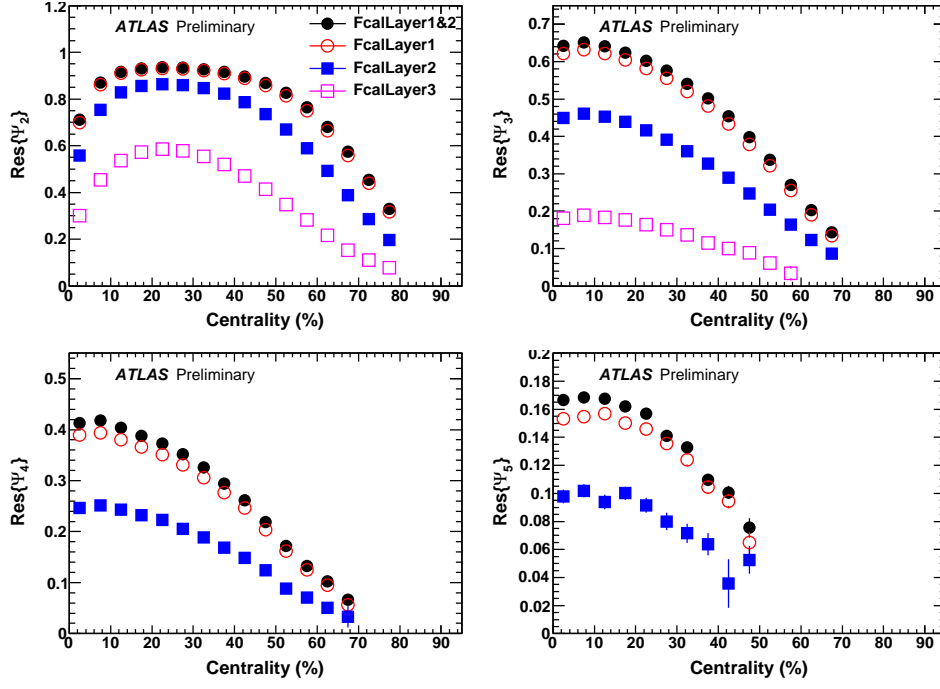 ATLAS Preliminary
FcalLayer1&2
FcalLayer1
FcalLayer2
FcalLayer3
Res{Ψ2}
1.2
1
0.8
0.6
0.4
0.2
0
0 10 20 30 40 50 60 70 80 90
Centrality (%)
ATLAS Preliminary
Res{Ψ3}
0.7
0.6
0.5
0.4
0.3
0.2
0.1
0
0 10 20 30 40 50 60 70 80 90
Centrality (%)
ATLAS Preliminary
Res{Ψ4}
0.5
0.4
0.3
0.2
0.1
0
0 10 20 30 40 50 60 70 80 90
Centrality (%)
ATLAS Preliminary
Res{Ψ5}
0.2
0.18
0.16
0.14
0.12
0.1
0.08
0.06
0.04
0.02
0
0 10 20 30 40 50 60 70 80 90
Centrality (%)